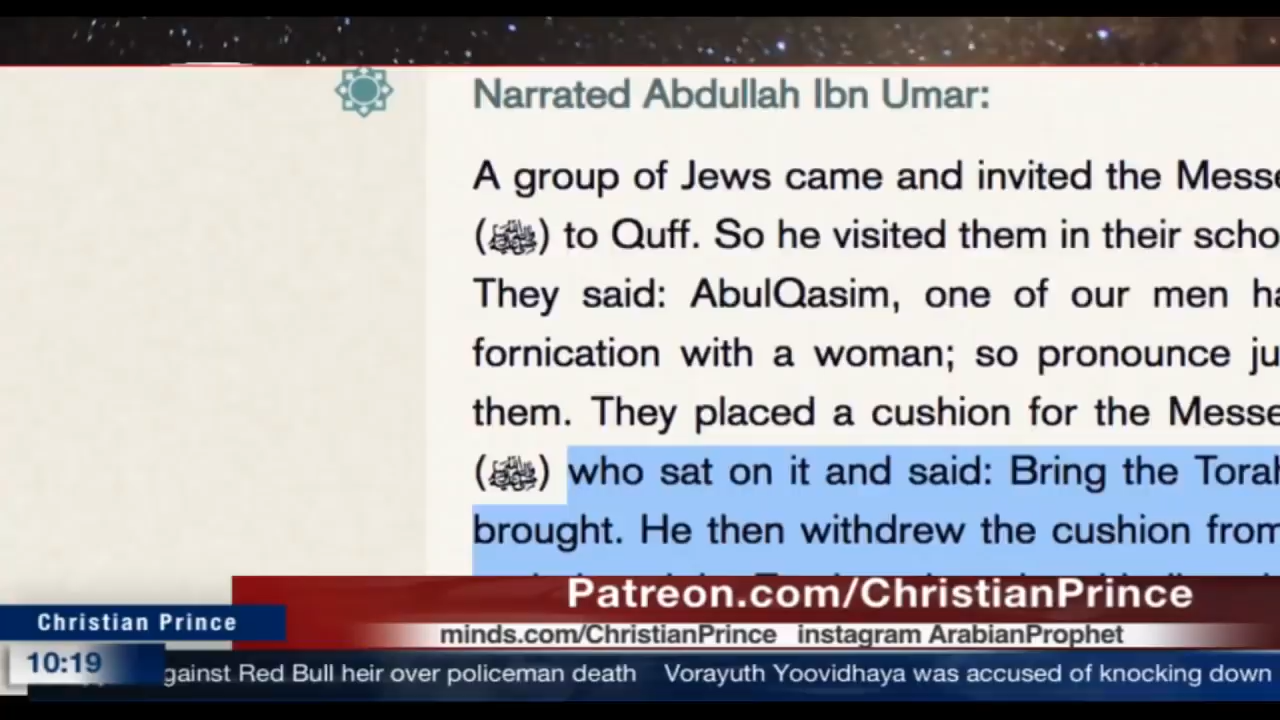 Narrated Abdullah Ibn Umar:
A group of Jews came and invited the Messe
(ﷺ) to Quff. So he visited them in their scho
They said: AbulQasim, one of our men ha
fornication with a woman; so pronounce ju
them. They placed a cushion for the Messe
(ﷺ) who sat on it and said: Bring the Torah
brought. He then withdrew the cushion from
Patreon.com/ChristianPrince
Christian Prince
minds.com/ChristianPrince instagram ArabianProphet
10:19
gainst Red Bull heir over policeman death Vorayuth Yoovidhaya was accused of knocking down